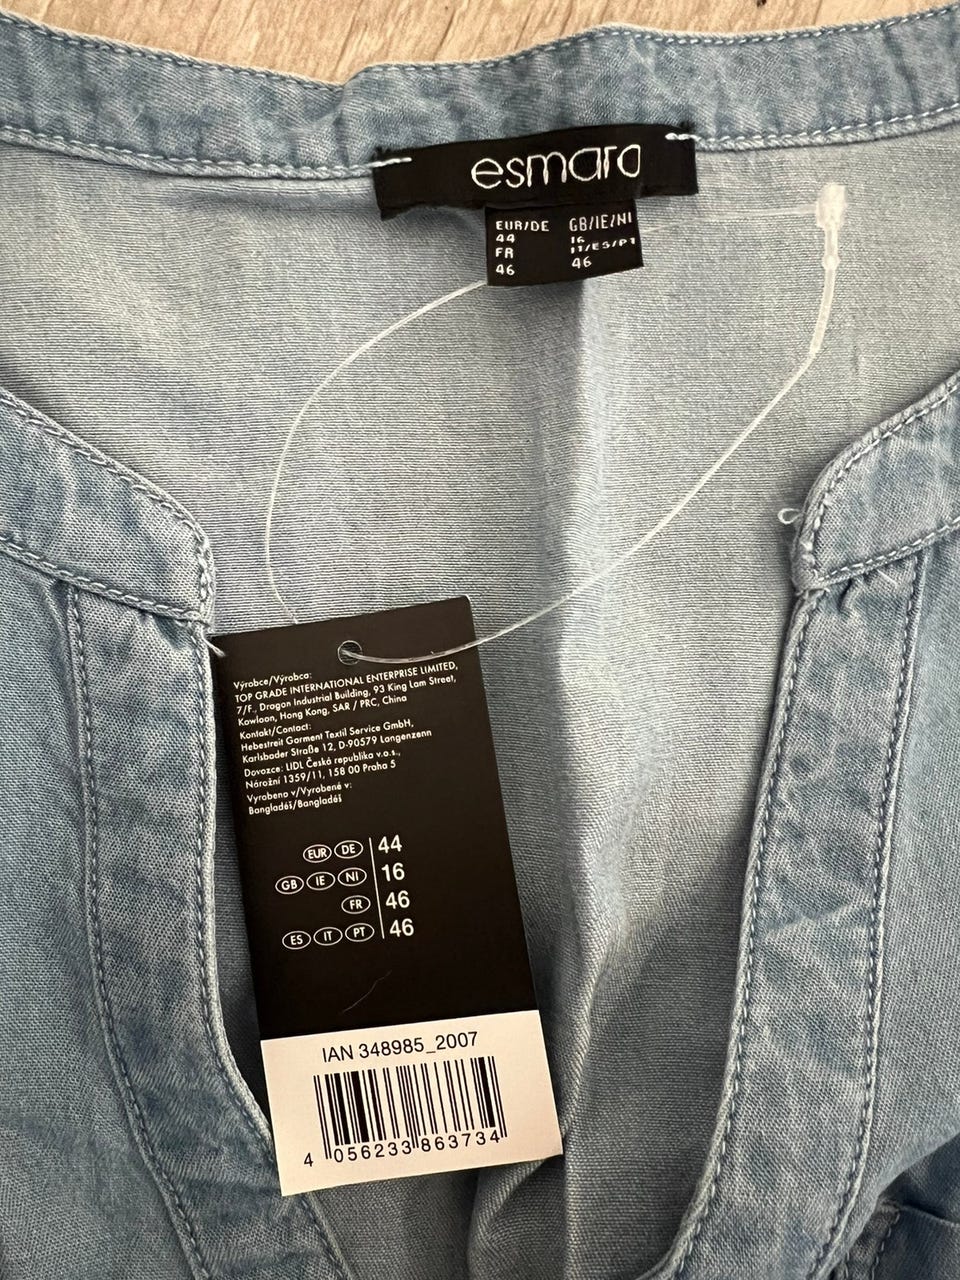 esmara
EUR/DE GB/IE/NI
44 16
FR IT/ES/PT
46 46
Výrobce/Výrobca:
TOP GRADE INTERNATIONAL ENTERPRISE LIMITED,
7/F., Dragon Industrial Building, 93 King Lam Street,
Kowloon, Hong Kong, SAR / PRC, China
Kontakt/Contact:
Hebestreit Garment Textil Service GmbH,
Karlsbader Straße 12, D-90579 Langenzenn
Dovozce: LIDL Česká republika v.o.s.,
Nárožní 1359/11, 158 00 Praha 5
Vyrobeno v/Vyrobené v:
Bangladéš/Bangladéš
EUR DE 44
GB IE NI 16
FR 46
ES IT PT 46
IAN 348985_2007
4 056233 863734